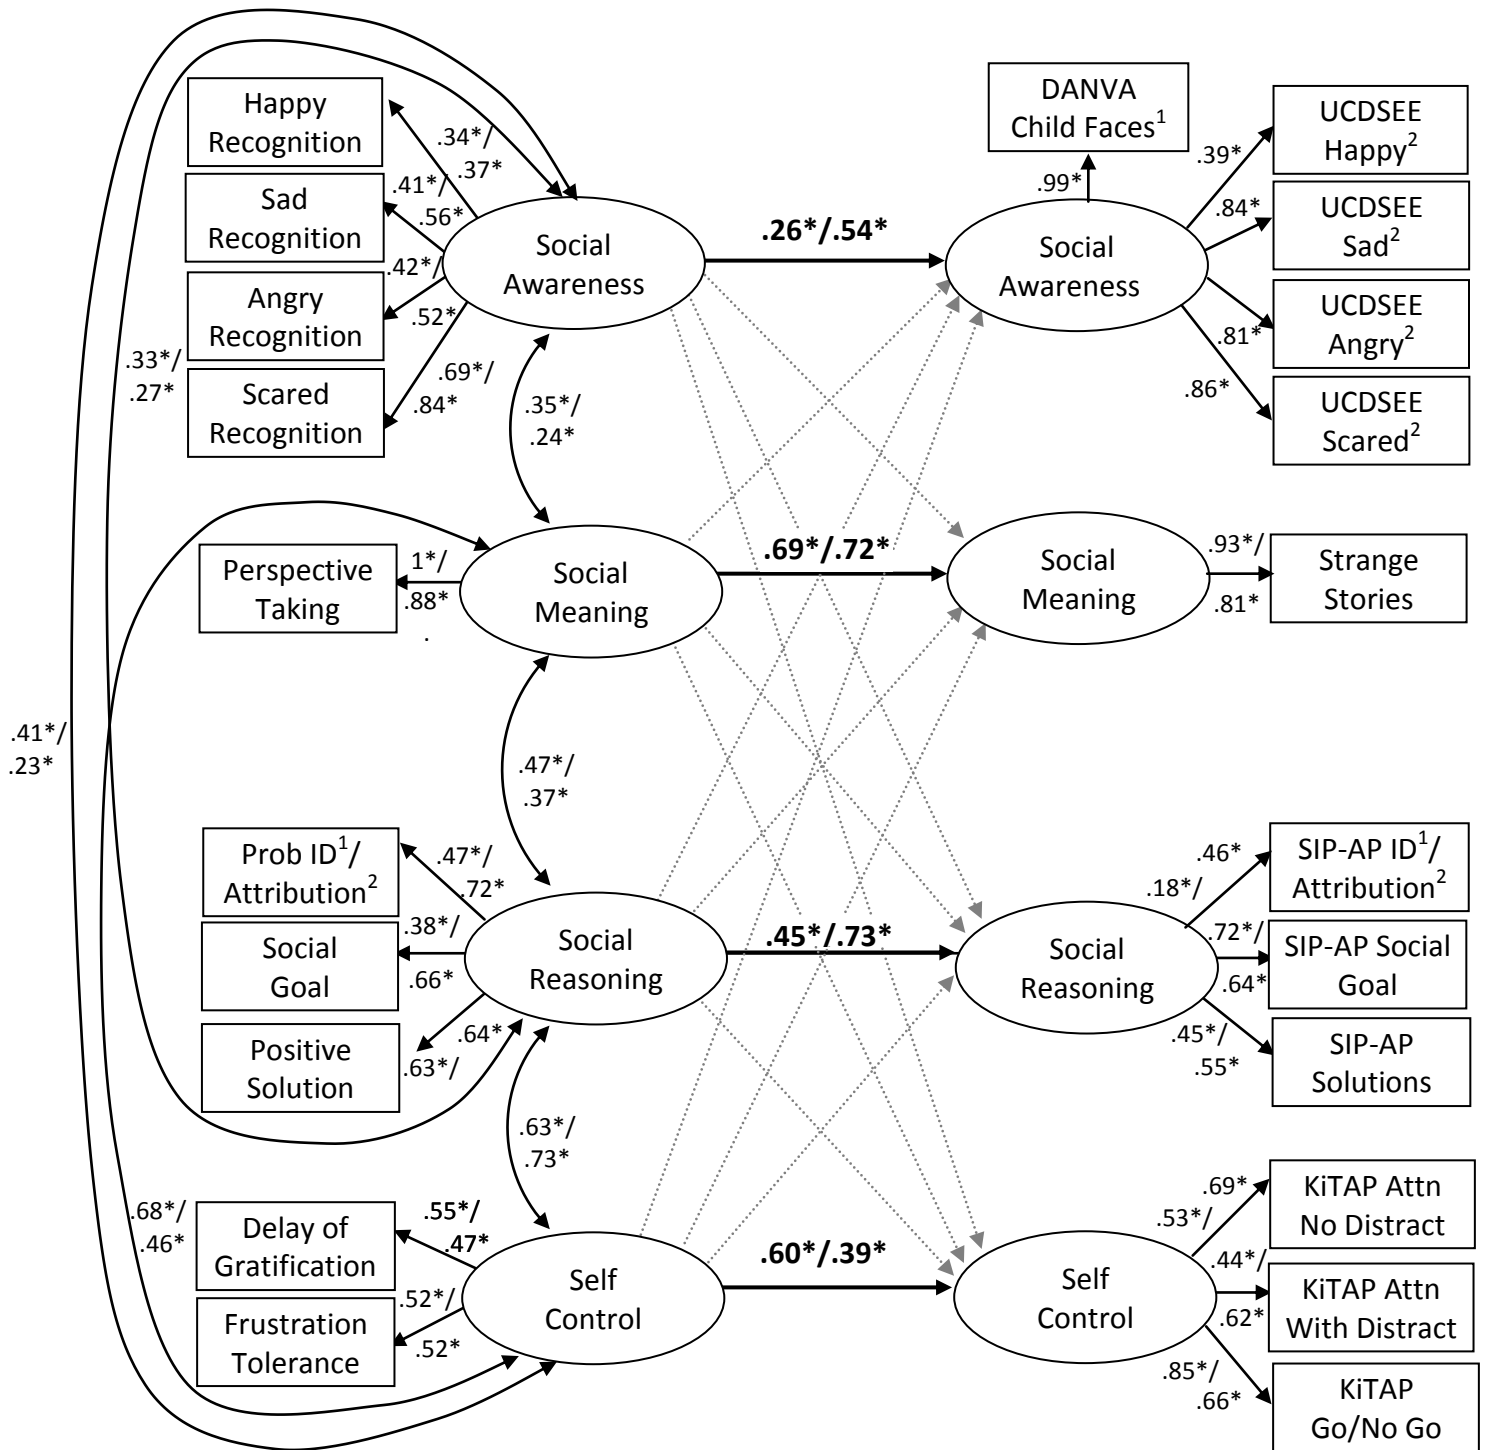 Happy
Recognition
Sad
Recognition
Angry
Recognition
Scared
Recognition
.34*/
.37*
.41*/
.56*
.42*/
.52*
.69*/
.84*
.33*/
.27*
Social
Awareness
.26*/.54*
Social
Awareness
DANVA
Child Faces¹
.99*
.39*
.84*
.81*
.86*
UCDSEE
Happy²
UCDSEE
Sad²
UCDSEE
Angry²
UCDSEE
Scared²
.35*/
.24*
Perspective
Taking
1*/
.88*
.
Social
Meaning
.69*/.72*
Social
Meaning
.93*/
.81*
Strange
Stories
.41*/
.23*
.47*/
.37*
Prob ID¹/
Attribution²
Social
Goal
Positive
Solution
.47*/
.72*
.38*/
.66*
.64*
.63*/
Social
Reasoning
.45*/.73*
Social
Reasoning
.46*
.18*/
.72*/
.64*
.45*/
.55*
SIP-AP ID¹/
Attribution²
SIP-AP Social
Goal
SIP-AP
Solutions
.63*/
.73*
.68*/
.46*
Delay of
Gratification
Frustration
Tolerance
.55*/
.47*
.52*/
.52*
Self
Control
.60*/.39*
Self
Control
.69*
.53*/
.44*/
.62*
.85*/
.66*
KiTAP Attn
No Distract
KiTAP Attn
With Distract
KiTAP
Go/No Go